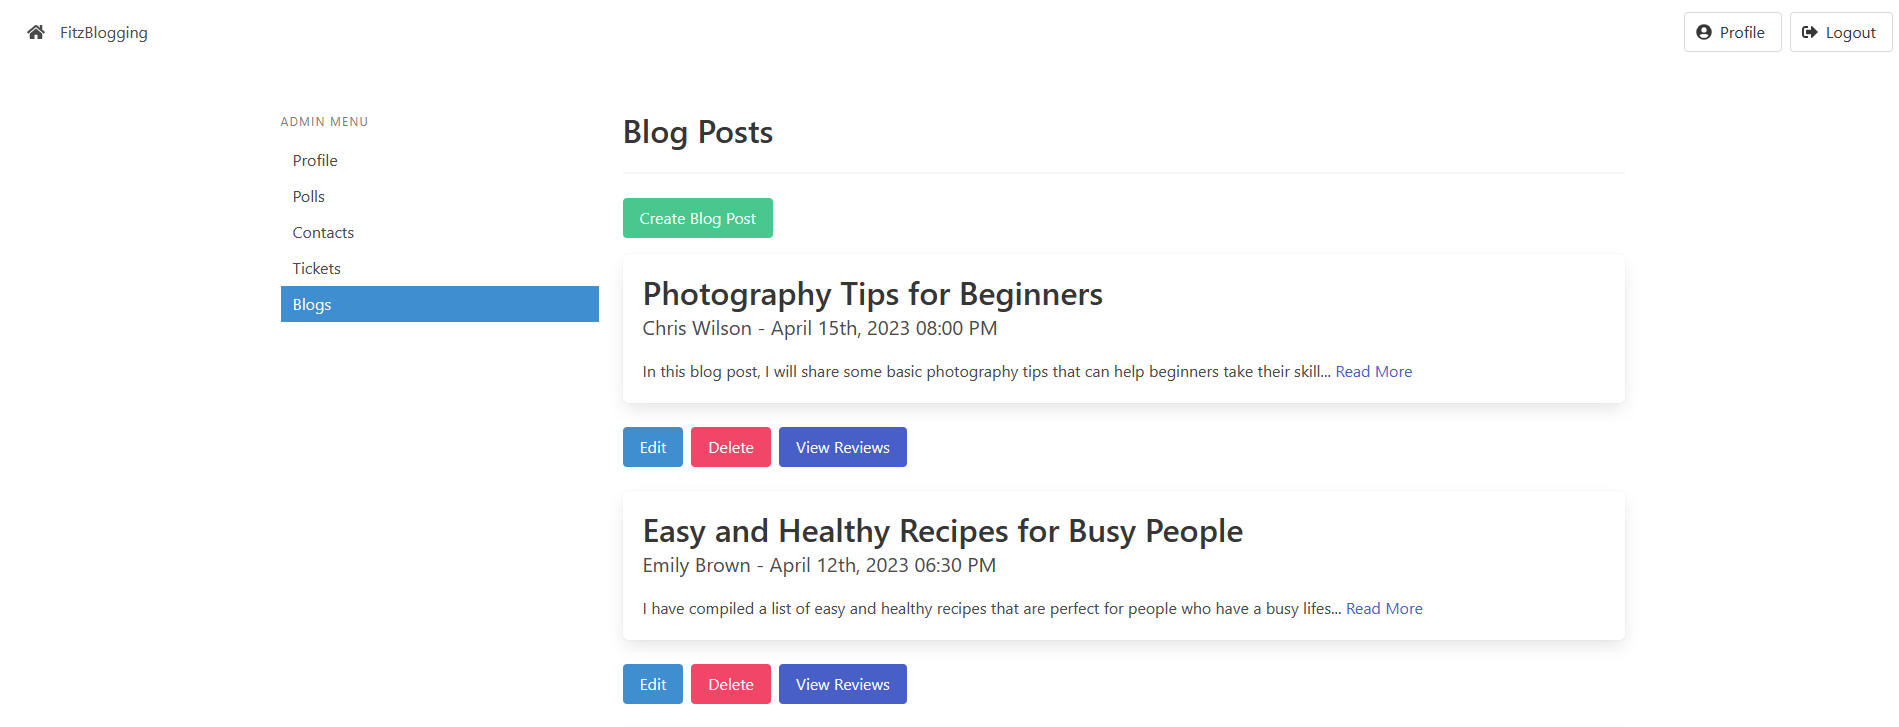 FitzBlogging
Profile
Logout
ADMIN MENU
Profile
Polls
Contacts
Tickets
Blogs
Blog Posts
Create Blog Post
Photography Tips for Beginners
Chris Wilson - April 15th, 2023 08:00 PM
In this blog post, I will share some basic photography tips that can help beginners take their skill... Read More
Edit
Delete
View Reviews
Easy and Healthy Recipes for Busy People
Emily Brown - April 12th, 2023 06:30 PM
I have compiled a list of easy and healthy recipes that are perfect for people who have a busy lifes... Read More
Edit
Delete
View Reviews